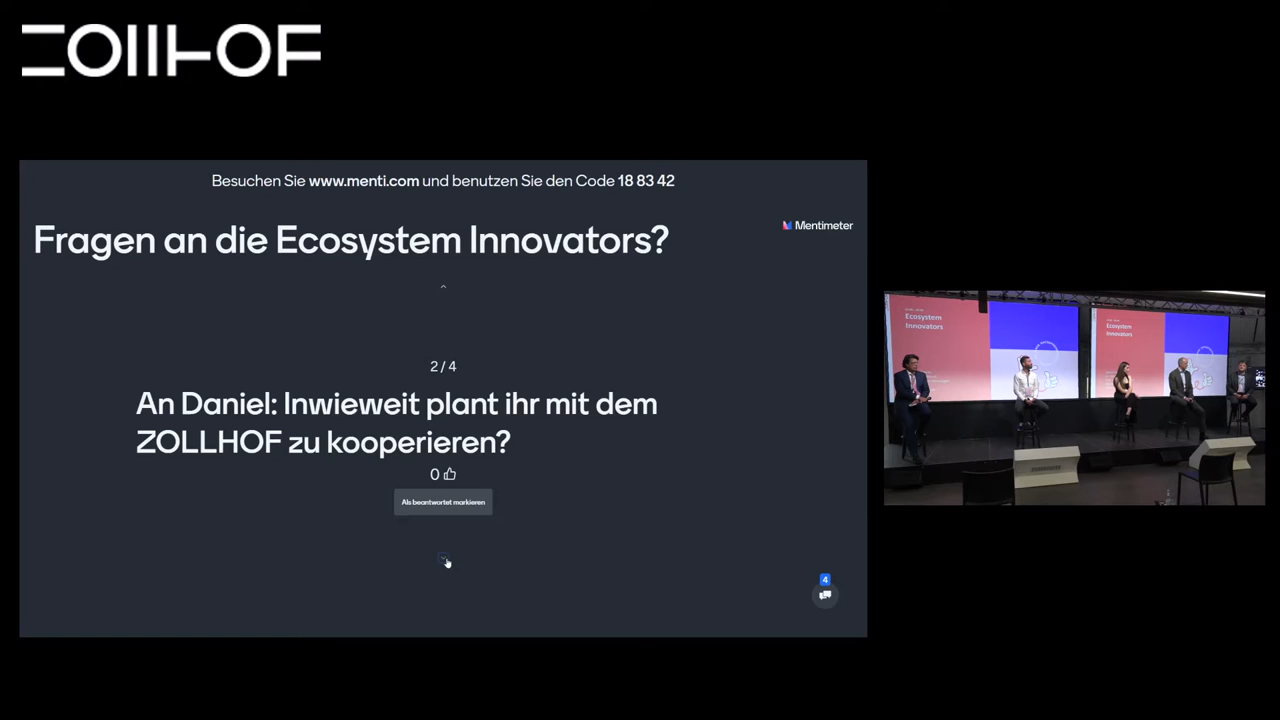 ZOLLHOF
Besuchen Sie www.menti.com und benutzen Sie den Code 18 83 42
Fragen an die Ecosystem Innovators?
Mentimeter
2 / 4
An Daniel: Inwieweit plant ihr mit dem
ZOLLHOF zu kooperieren?
0
Als beantwortet markieren
4
Ecosystem
Innovators
Ecosystem
Innovators